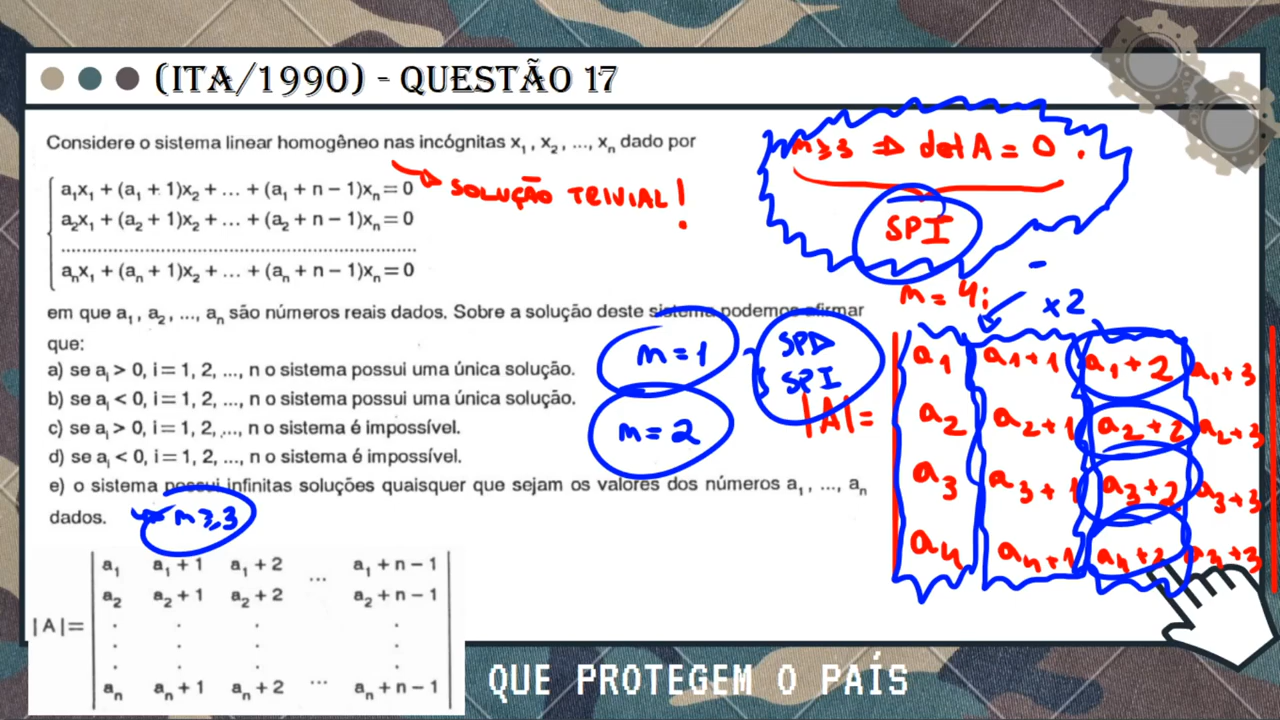 (ITA/1990) - QUESTÃO 17
Considere o sistema linear homogêneo nas incógnitas x₁, x₂, ..., xₙ dado por
a₁x₁ + (a₁ + 1)x₂ + ... + (a₁ + n − 1)xₙ = 0
a₂x₁ + (a₂ + 1)x₂ + ... + (a₂ + n − 1)xₙ = 0
................................................................
aₙx₁ + (aₙ + 1)x₂ + ... + (aₙ + n − 1)xₙ = 0
SOLUÇÃO TRIVIAL!
n ≥ 3 ⇒ det A = 0.
SPI
em que a₁, a₂, ..., aₙ são números reais dados. Sobre a solução deste sistema podemos afirmar
que:
a) se aᵢ > 0, i = 1, 2, ..., n o sistema possui uma única solução.
b) se aᵢ < 0, i = 1, 2, ..., n o sistema possui uma única solução.
c) se aᵢ > 0, i = 1, 2, ..., n o sistema é impossível.
d) se aᵢ < 0, i = 1, 2, ..., n o sistema é impossível.
e) o sistema possui infinitas soluções quaisquer que sejam os valores dos números a₁, ..., aₙ
dados.
n ≥ 3
n = 1
SPD
SPI
n = 2
n = 4:
x2
|A| =
a₁ a₁+1 a₁+2 a₁+3
a₂ a₂+1 a₂+2 a₂+3
a₃ a₃+1 a₃+2 a₃+3
a₄ a₄+1 a₄+2 a₄+3
|A| =
a₁ a₁ + 1 a₁ + 2 ... a₁ + n − 1
a₂ a₂ + 1 a₂ + 2 a₂ + n − 1
. . . .
. . . .
. . . .
aₙ aₙ + 1 aₙ + 2 ... aₙ + n − 1
QUE PROTEGEM O PAÍS